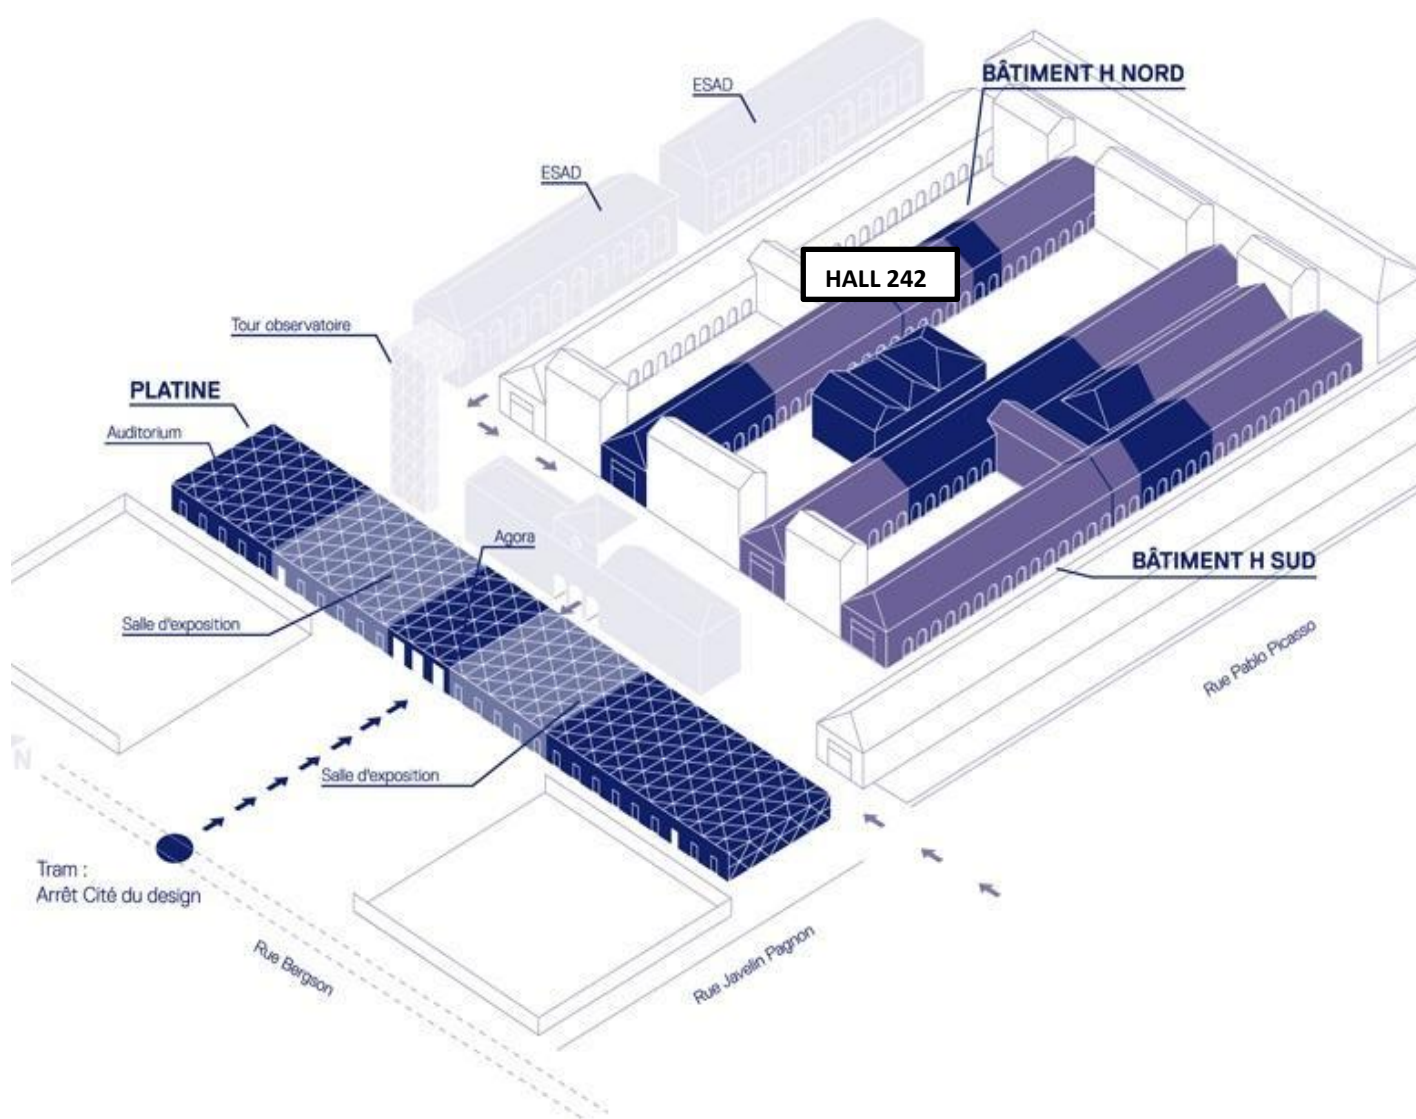 BÂTIMENT H NORD
ESAD
ESAD
HALL 242
Tour observatoire
PLATINE
Auditorium
Agora
BÂTIMENT H SUD
Salle d'exposition
Rue Pablo Picasso
N
Salle d'exposition
Tram :
Arrêt Cité du design
Rue Bergson
Rue Javelin Pagnon